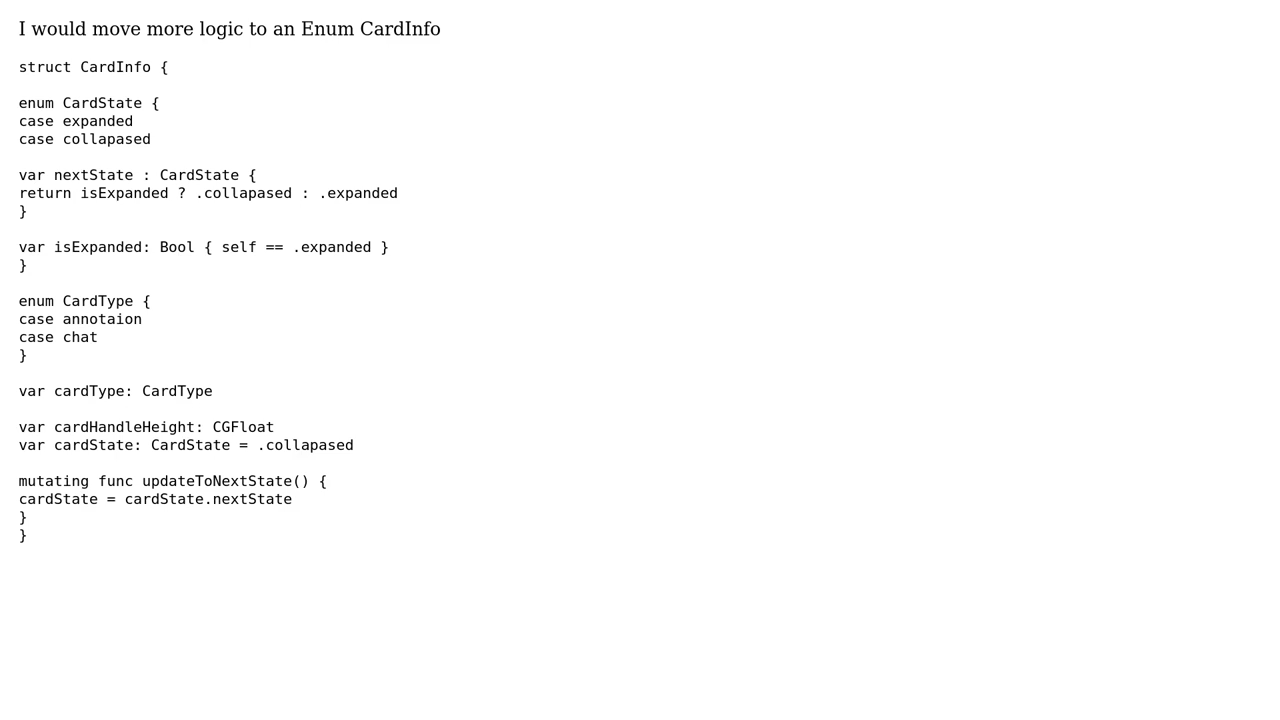 I would move more logic to an Enum CardInfo
struct CardInfo {
enum CardState {
case expanded
case collapased
var nextState : CardState {
return isExpanded ? .collapased : .expanded
}
var isExpanded: Bool { self == .expanded }
}
enum CardType {
case annotaion
case chat
}
var cardType: CardType
var cardHandleHeight: CGFloat
var cardState: CardState = .collapased
mutating func updateToNextState() {
cardState = cardState.nextState
}
}